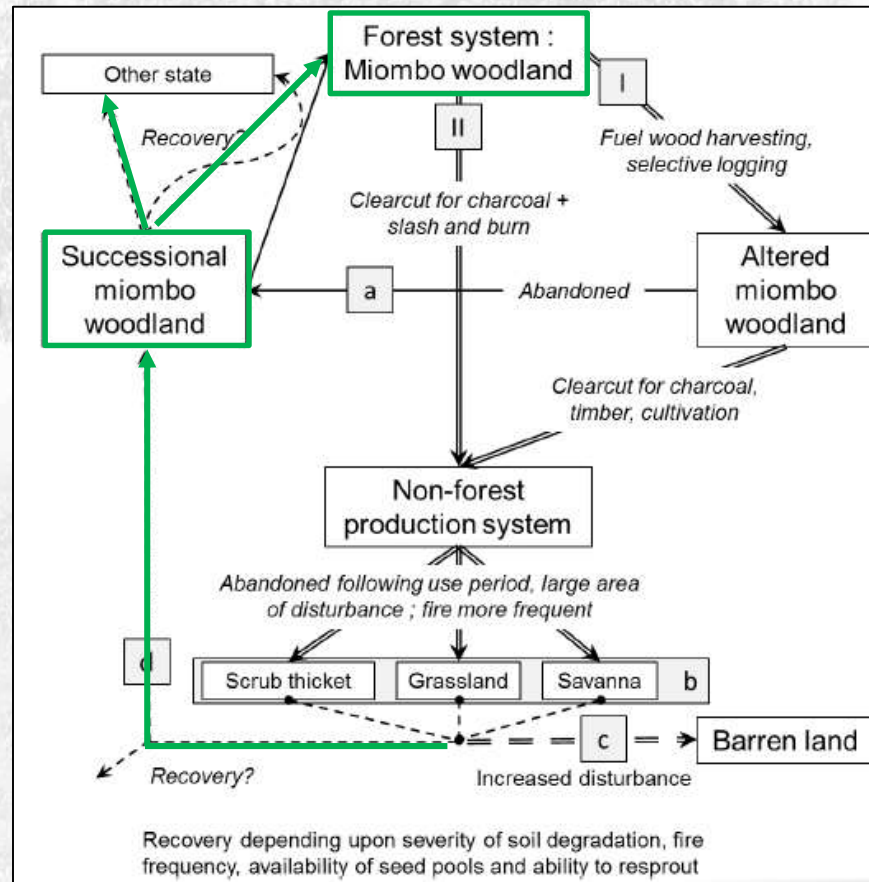 Forest system :
Miombo woodland
Other state
I
II
Recovery?
Fuel wood harvesting,
selective logging
Clearcut for charcoal +
slash and burn
Successional
miombo
woodland
Altered
miombo
woodland
a
Abandoned
Clearcut for charcoal,
timber, cultivation
Non-forest
production system
Abandoned following use period, large area
of disturbance ; fire more frequent
d
Scrub thicket
Grassland
Savanna
b
c
Barren land
Recovery?
Increased disturbance
Recovery depending upon severity of soil degradation, fire
frequency, availability of seed pools and ability to resprout